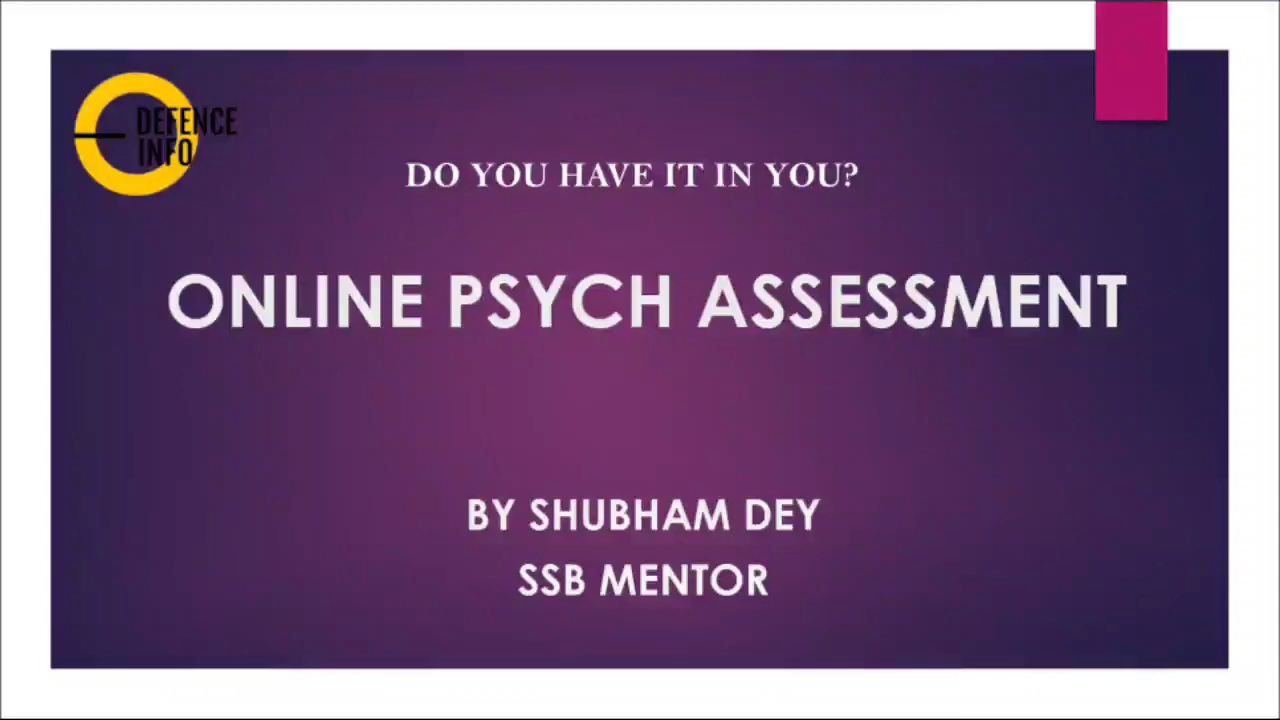 DEFENCE
INFO
DO YOU HAVE IT IN YOU?
ONLINE PSYCH ASSESSMENT
BY SHUBHAM DEY
SSB MENTOR